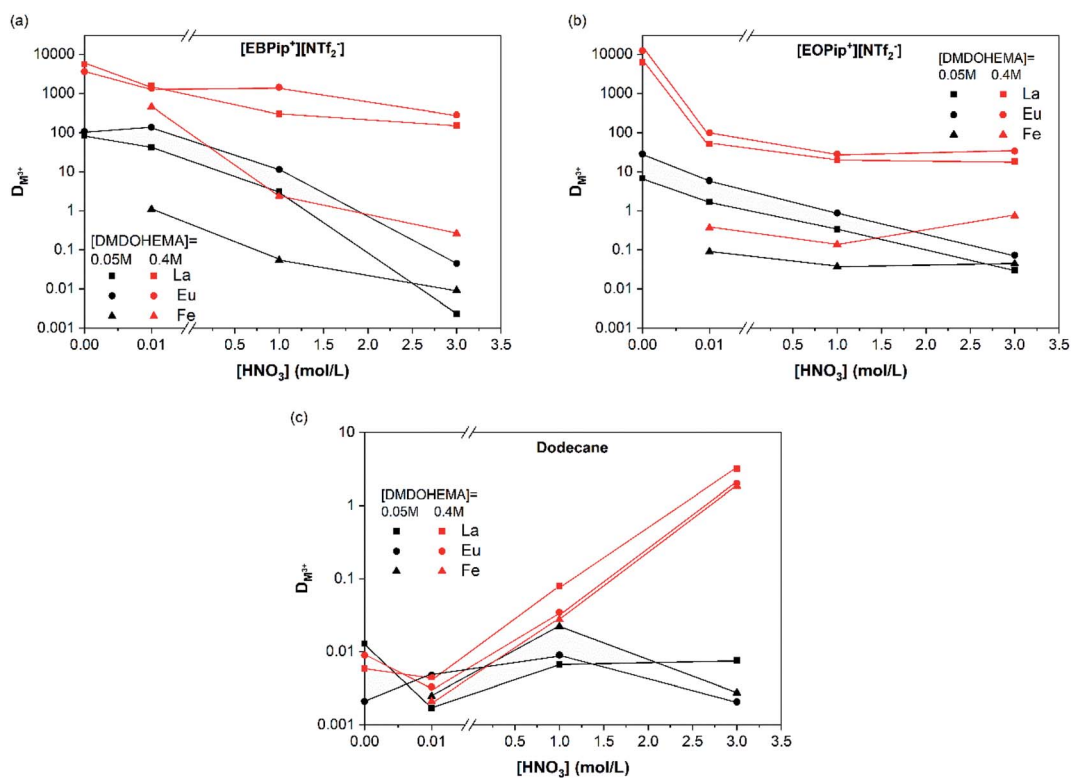 (a)
[EBPip⁺][NTf₂⁻]
10000
1000
100
10
1
0.1
0.01
0.001
D_M³⁺
[DMDOHEMA]=
0.05M 0.4M
La
Eu
Fe
0.00 0.01 0.5 1.0 1.5 2.0 2.5 3.0 3.5
[HNO₃] (mol/L)
(b)
[EOPip⁺][NTf₂⁻]
10000
1000
100
10
1
0.1
0.01
0.001
D_M³⁺
[DMDOHEMA]=
0.05M 0.4M
La
Eu
Fe
0.00 0.01 0.5 1.0 1.5 2.0 2.5 3.0 3.5
[HNO₃] (mol/L)
(c)
Dodecane
10
1
0.1
0.01
0.001
D_M³⁺
[DMDOHEMA]=
0.05M 0.4M
La
Eu
Fe
0.00 0.01 0.5 1.0 1.5 2.0 2.5 3.0 3.5
[HNO₃] (mol/L)